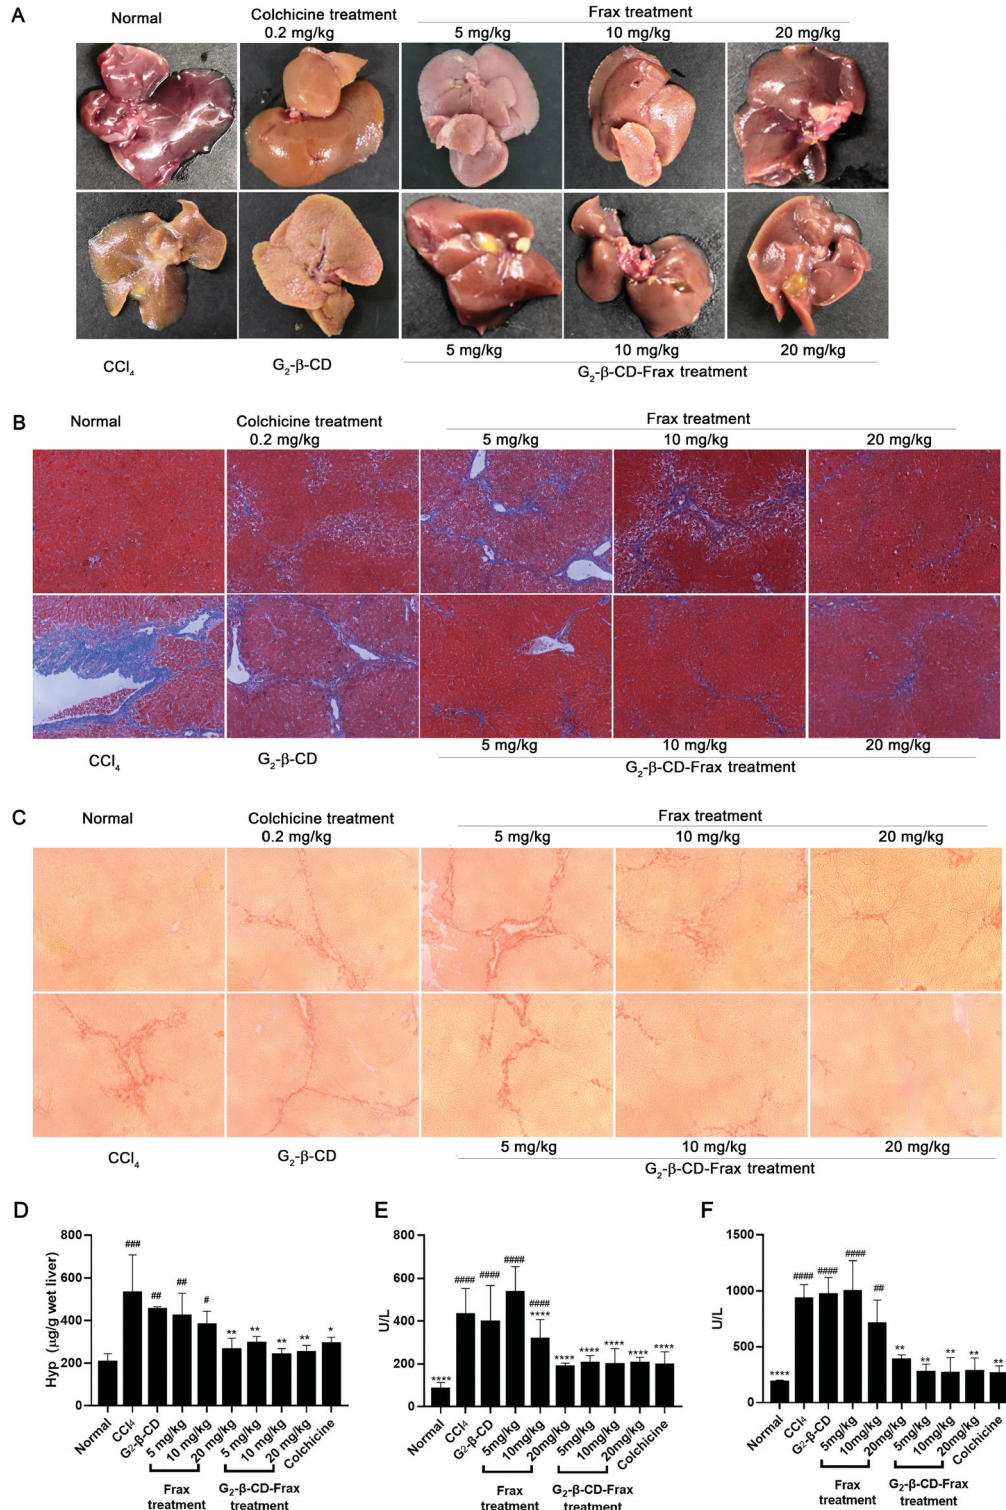 A
Normal
Colchicine treatment
0.2 mg/kg
Frax treatment
5 mg/kg
10 mg/kg
20 mg/kg
CCl₄
G₂-β-CD
5 mg/kg
10 mg/kg
20 mg/kg
G₂-β-CD-Frax treatment
B
Normal
Colchicine treatment
0.2 mg/kg
Frax treatment
5 mg/kg
10 mg/kg
20 mg/kg
CCl₄
G₂-β-CD
5 mg/kg
10 mg/kg
20 mg/kg
G₂-β-CD-Frax treatment
C
Normal
Colchicine treatment
0.2 mg/kg
Frax treatment
5 mg/kg
10 mg/kg
20 mg/kg
CCl₄
G₂-β-CD
5 mg/kg
10 mg/kg
20 mg/kg
G₂-β-CD-Frax treatment
D
Hyp (μg/g wet liver)
800
600
400
200
0
###
##
##
#
**
**
**
**
*
Normal
CCl₄
G₂-β-CD
5 mg/kg
10 mg/kg
20 mg/kg
5 mg/kg
10 mg/kg
20 mg/kg
Colchicine
Frax
treatment
G₂-β-CD-Frax
treatment
E
U/L
800
600
400
200
0
****
####
####
####
####
****
****
****
****
****
****
Normal
CCl₄
G₂-β-CD
5mg/kg
10mg/kg
20mg/kg
5mg/kg
10mg/kg
20mg/kg
Colchicine
Frax
treatment
G₂-β-CD-Frax
treatment
F
U/L
1500
1000
500
0
****
####
####
####
##
**
**
**
**
**
Normal
CCl₄
G₂-β-CD
5mg/kg
10mg/kg
20mg/kg
5mg/kg
10mg/kg
20mg/kg
Colchicine
Frax
treatment
G₂-β-CD-Frax
treatment